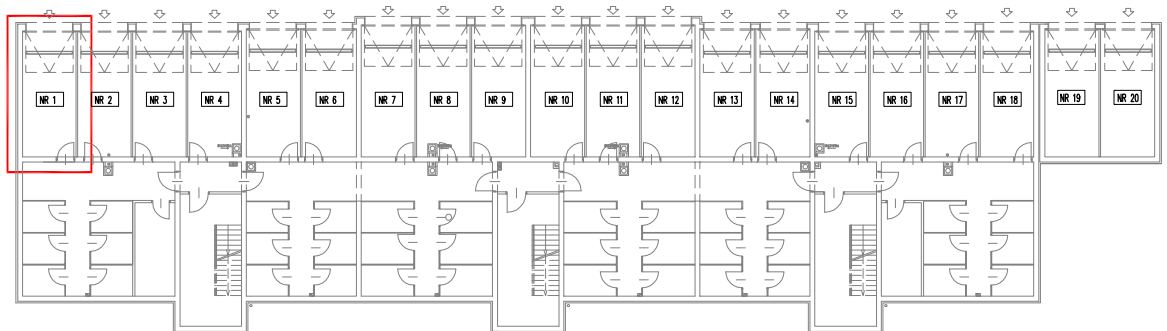 NR 1
NR 2
NR 3
NR 4
NR 5
NR 6
NR 7
NR 8
NR 9
NR 10
NR 11
NR 12
NR 13
NR 14
NR 15
NR 16
NR 17
NR 18
NR 19
NR 20